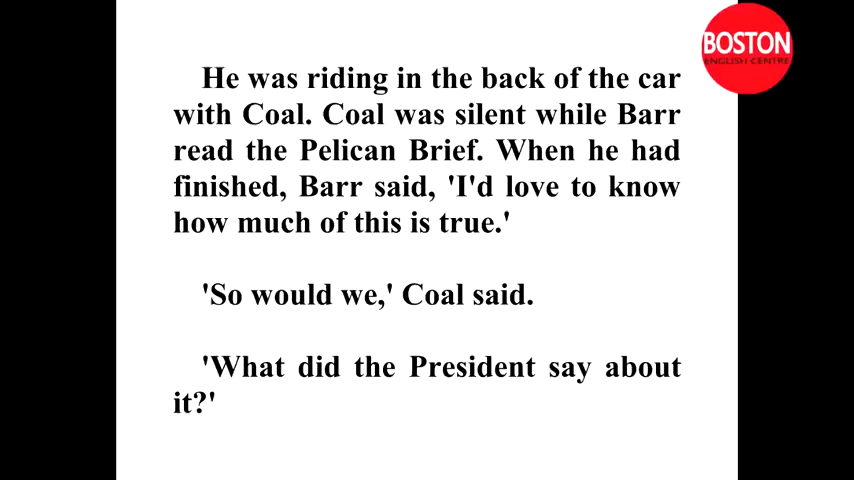 BOSTON
ENGLISH CENTRE
He was riding in the back of the car
with Coal. Coal was silent while Barr
read the Pelican Brief. When he had
finished, Barr said, 'I'd love to know
how much of this is true.'
'So would we,' Coal said.
'What did the President say about
it?'